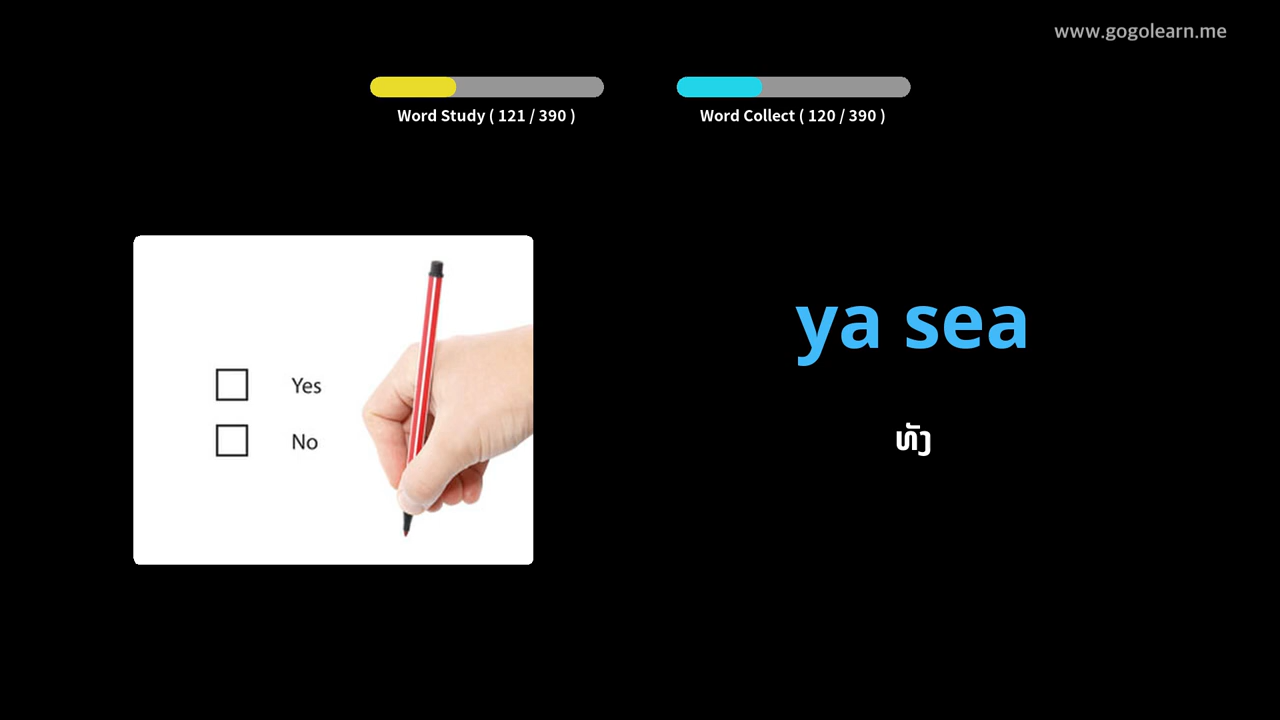 www.gogolearn.me
Word Study ( 121 / 390 )
Word Collect ( 120 / 390 )
Yes
No
ya sea
ທັງ